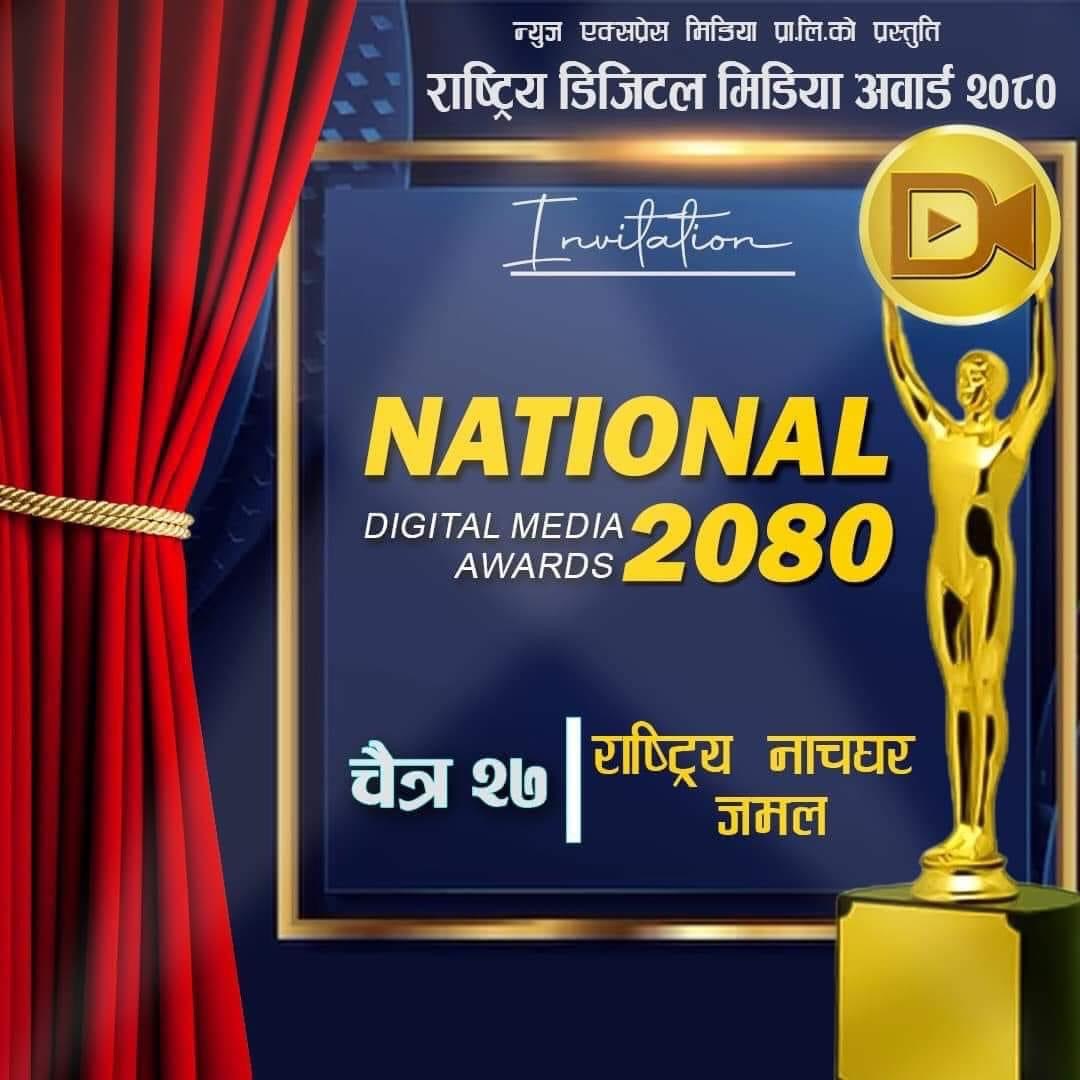 न्युज एक्सप्रेस मिडिया प्रा.लि.को प्रस्तुति
राष्ट्रिय डिजिटल मिडिया अवार्ड २०८०
Invitation
NATIONAL
DIGITAL MEDIA
AWARDS 2080
चैत्र २७
राष्ट्रिय नाचघर
जमल